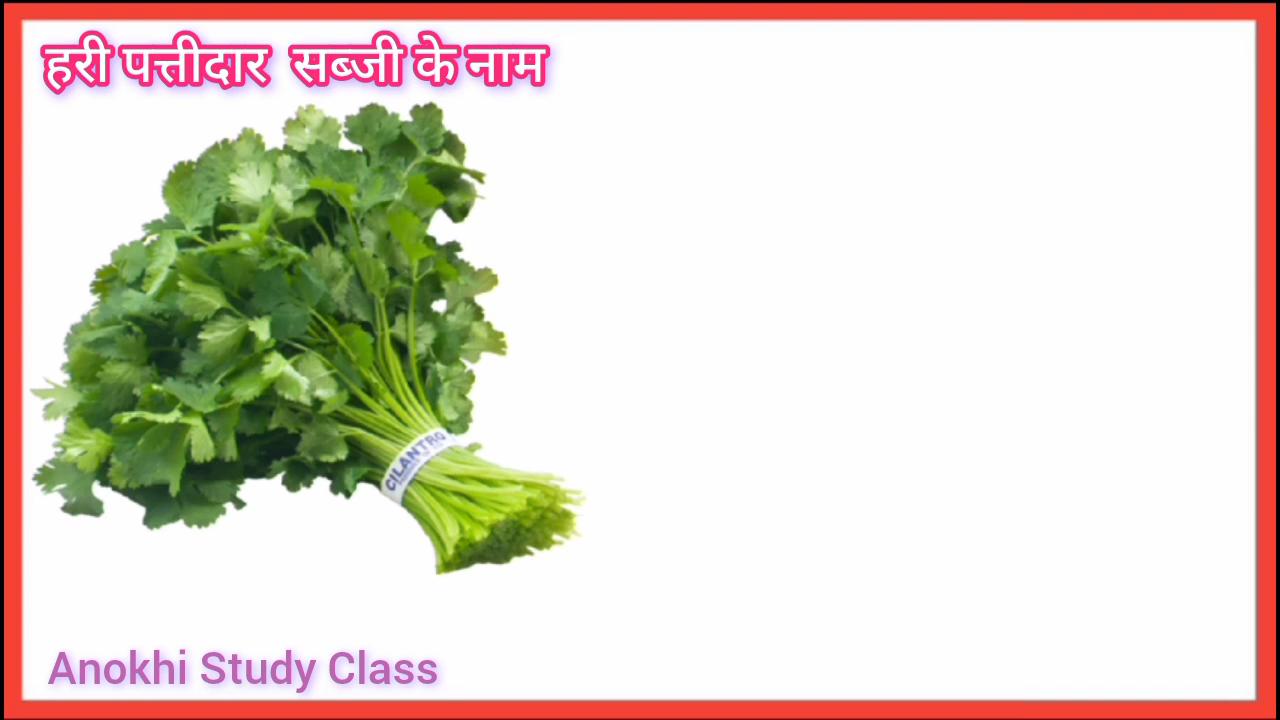 हरी पत्तीदार सब्जी के नाम
CILANTRO
Anokhi Study Class